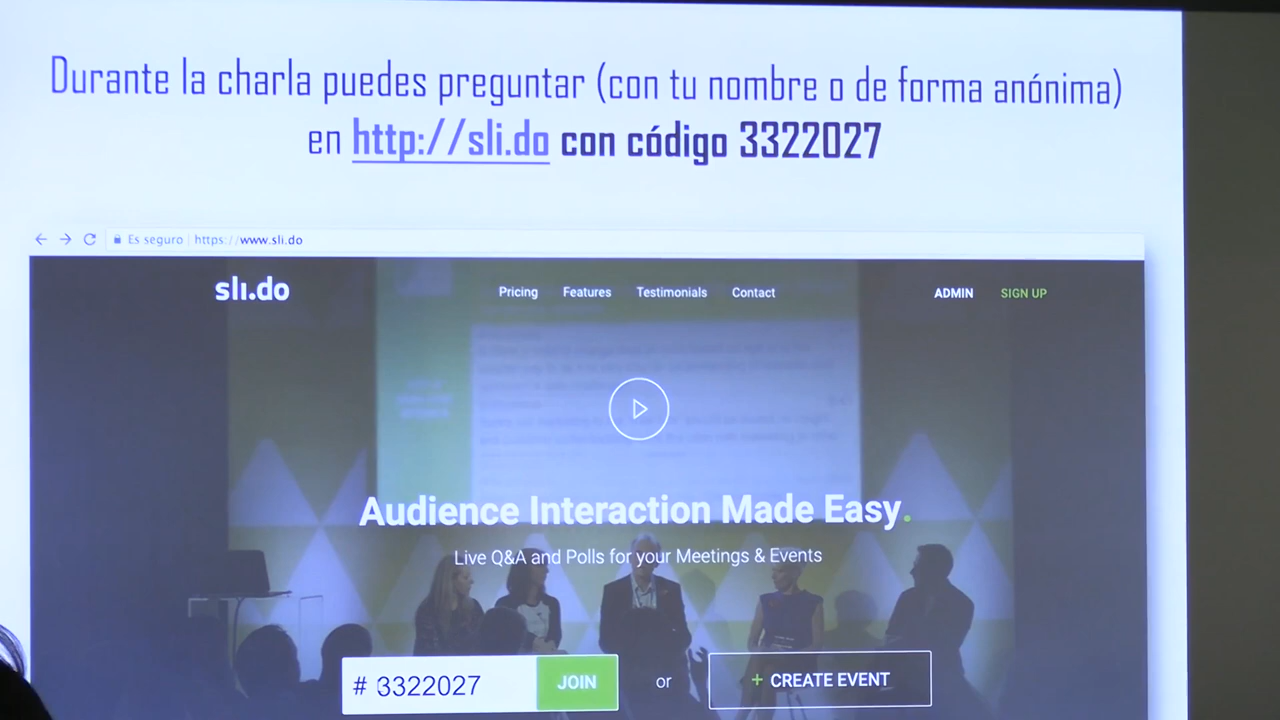 Durante la charla puedes preguntar (con tu nombre o de forma anónima)
en http://sli.do con código 3322027
Es seguro | https://www.sli.do
sli.do
Pricing Features Testimonials Contact
ADMIN SIGN UP
Audience Interaction Made Easy.
Live Q&A and Polls for your Meetings & Events
# 3322027 JOIN or + CREATE EVENT